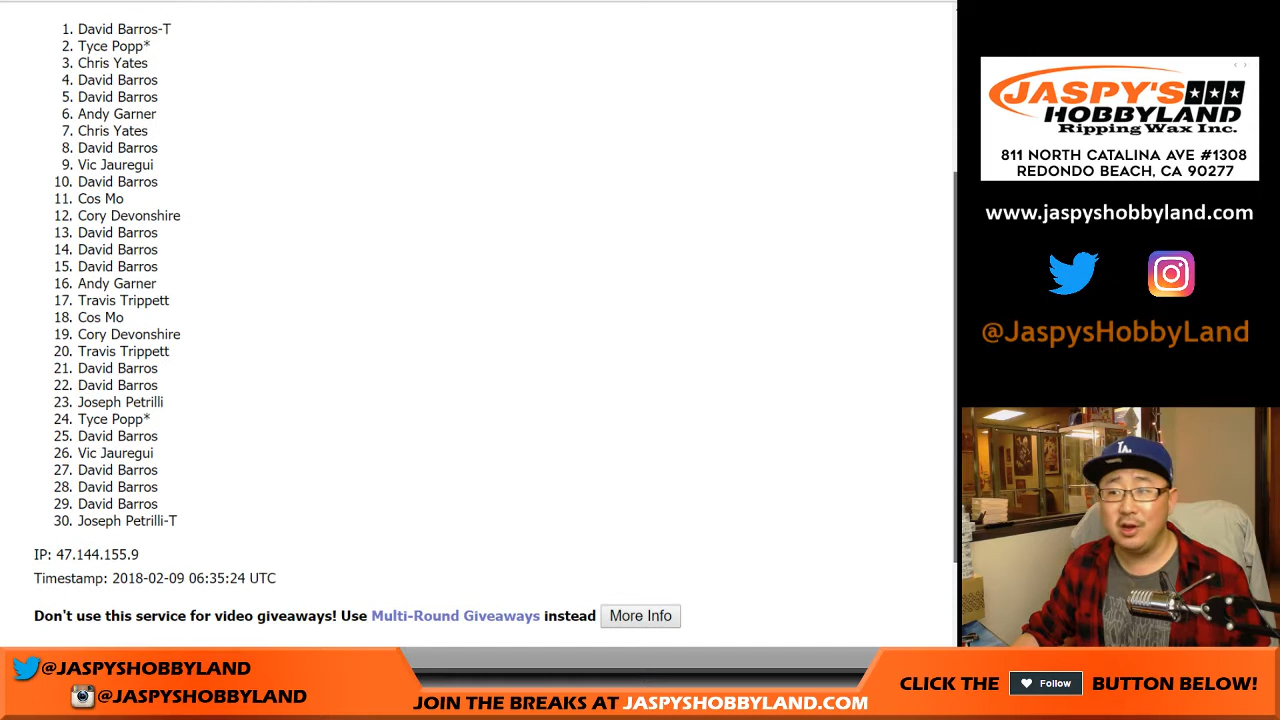 1. David Barros-T
2. Tyce Popp*
3. Chris Yates
4. David Barros
5. David Barros
6. Andy Garner
7. Chris Yates
8. David Barros
9. Vic Jauregui
10. David Barros
11. Cos Mo
12. Cory Devonshire
13. David Barros
14. David Barros
15. David Barros
16. Andy Garner
17. Travis Trippett
18. Cos Mo
19. Cory Devonshire
20. Travis Trippett
21. David Barros
22. David Barros
23. Joseph Petrilli
24. Tyce Popp*
25. David Barros
26. Vic Jauregui
27. David Barros
28. David Barros
29. David Barros
30. Joseph Petrilli-T
IP: 47.144.155.9
Timestamp: 2018-02-09 06:35:24 UTC
Don't use this service for video giveaways! Use Multi-Round Giveaways instead More Info
JASPY'S
HOBBYLAND
Ripping Wax Inc.
811 NORTH CATALINA AVE #1308
REDONDO BEACH, CA 90277
www.jaspyshobbyland.com
@JaspysHobbyLand
LA
@JASPYSHOBBYLAND
@JASPYSHOBBYLAND
JOIN THE BREAKS AT JASPYSHOBBYLAND.COM
CLICK THE Follow BUTTON BELOW!